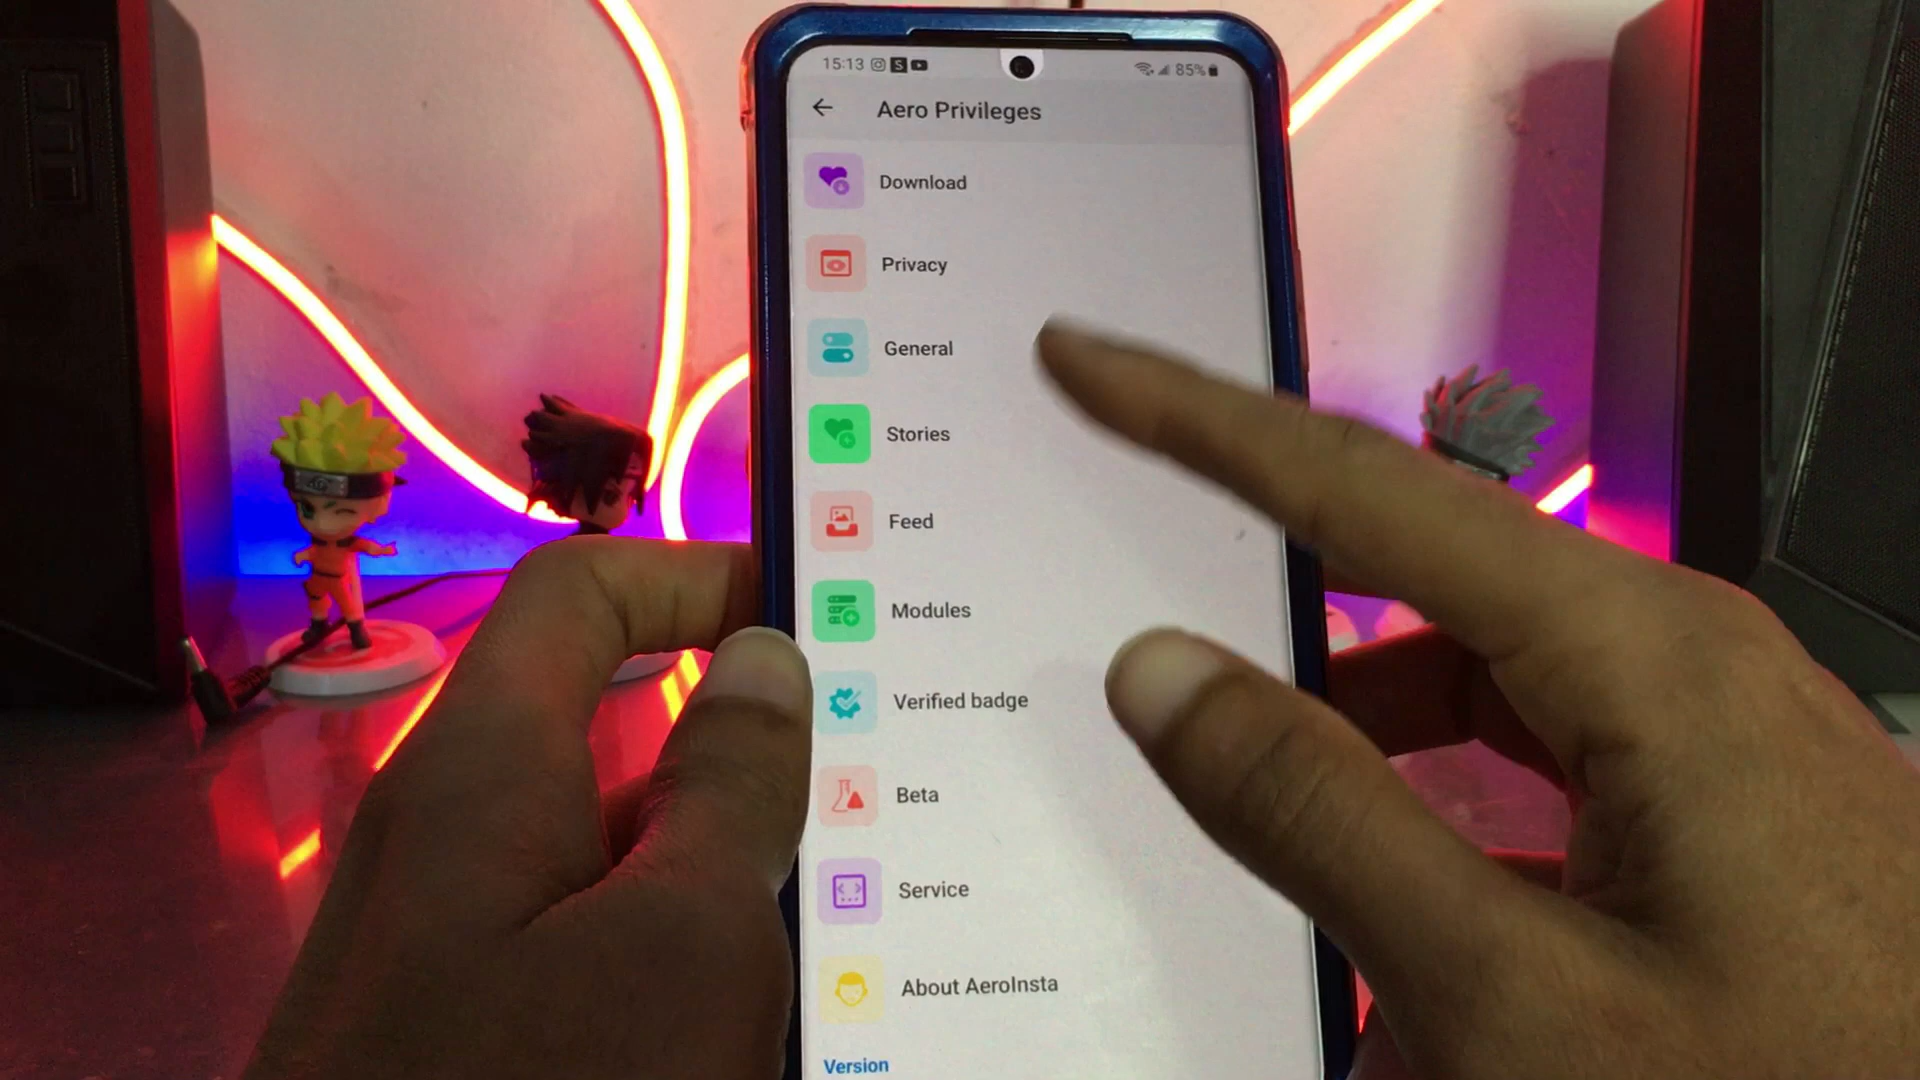 15:13
85%
Aero Privileges
Download
Privacy
General
Stories
Feed
Modules
Verified badge
Beta
Service
About AeroInsta
Version